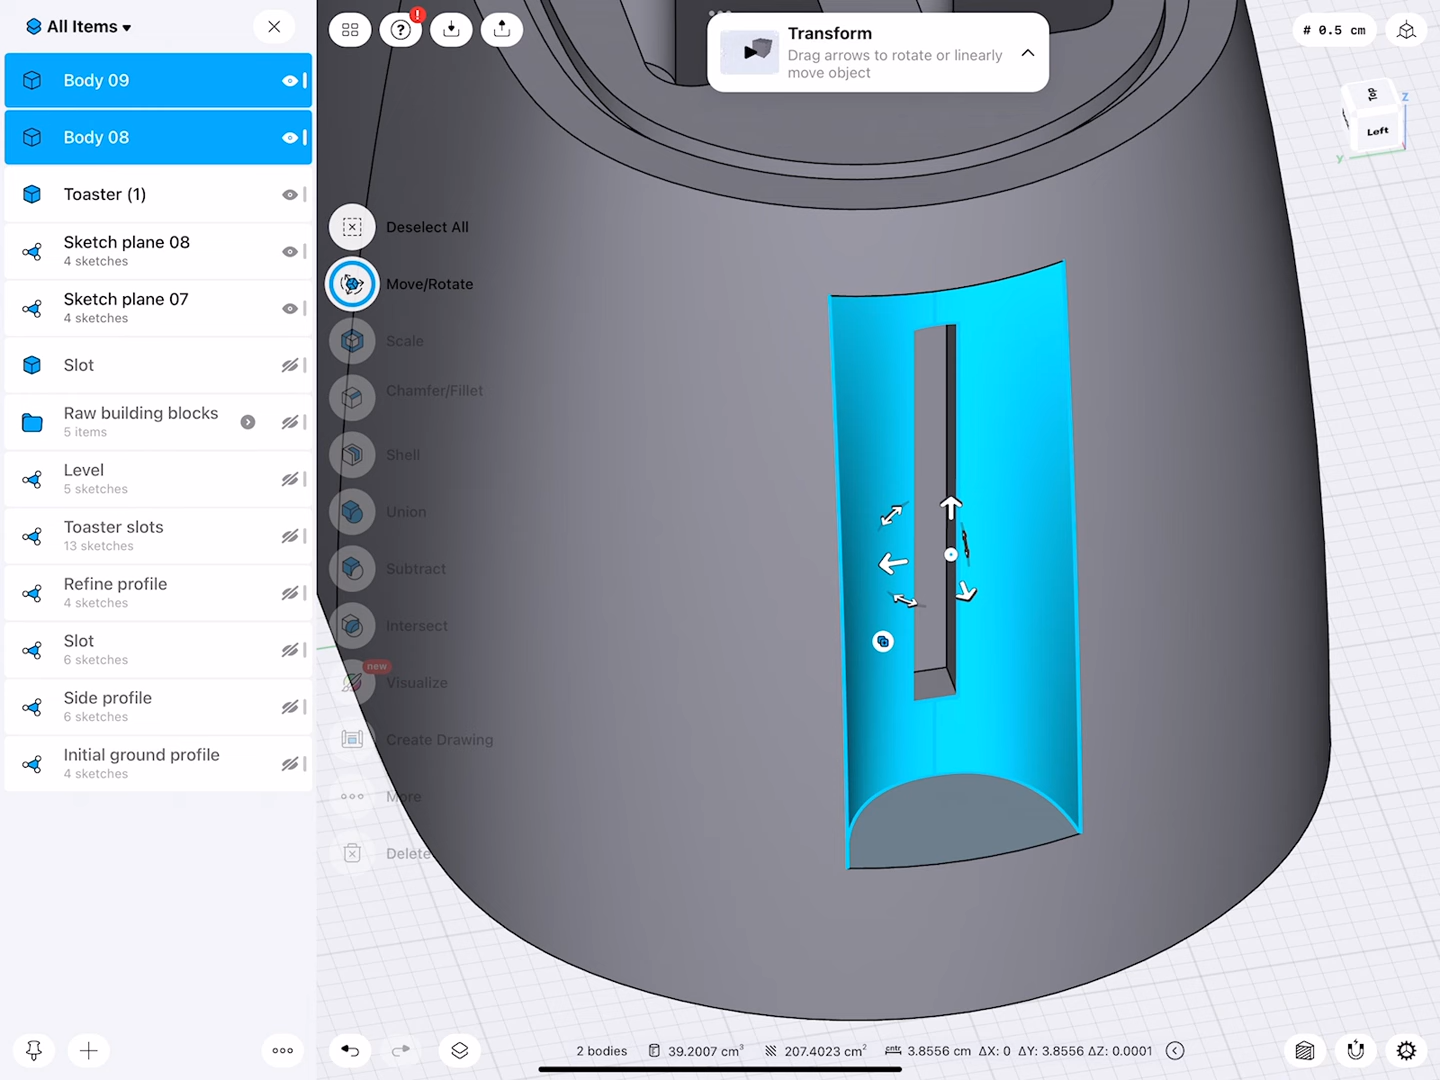 All Items
Body 09
Body 08
Toaster (1)
Sketch plane 08
4 sketches
Sketch plane 07
4 sketches
Slot
Raw building blocks
5 items
Level
5 sketches
Toaster slots
13 sketches
Refine profile
4 sketches
Slot
6 sketches
Side profile
6 sketches
Initial ground profile
4 sketches
Transform
Drag arrows to rotate or linearly
move object
# 0.5 cm
Top
Left
Z
Y
Deselect All
Move/Rotate
Scale
Chamfer/Fillet
Shell
Union
Subtract
Intersect
new
Visualize
Create Drawing
More
Delete
2 bodies 39.2007 cm³ 207.4023 cm² cntr 3.8556 cm ΔX: 0 ΔY: 3.8556 ΔZ: 0.0001